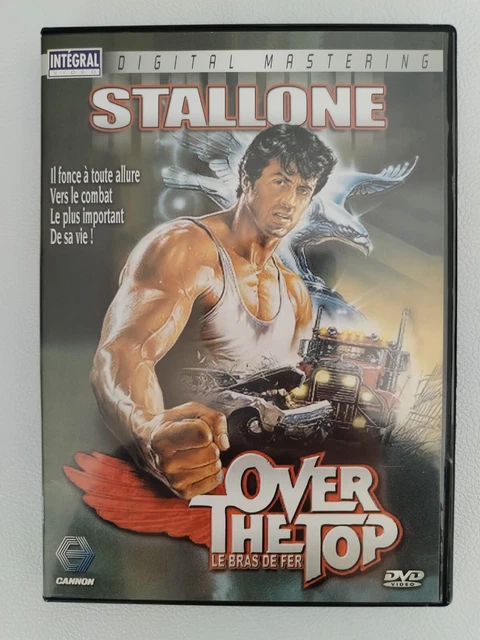 INTÉGRAL
VIDEO
DIGITAL MASTERING
STALLONE
Il fonce à toute allure
Vers le combat
Le plus important
De sa vie !
OVER
THE TOP
LE BRAS DE FER
CANNON
DVD
VIDEO